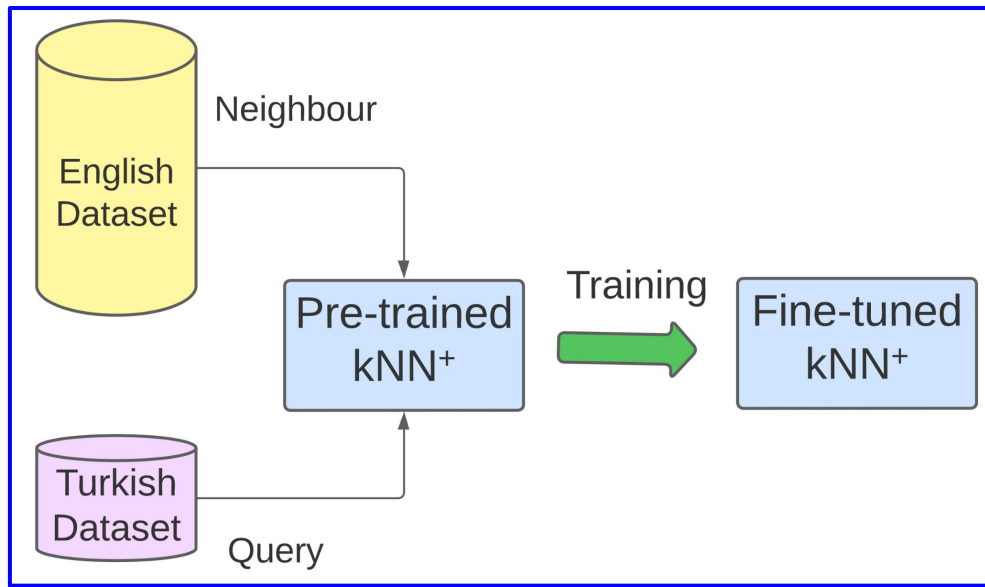 Neighbour
English
Dataset
Pre-trained
kNN⁺
Training
Fine-tuned
kNN⁺
Turkish
Dataset
Query